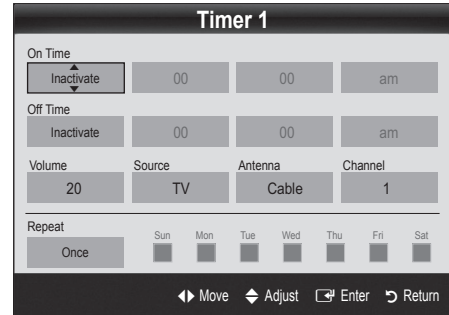 Timer 1
On Time
Inactivate 00 00 am
Off Time
Inactivate 00 00 am
Volume Source Antenna Channel
20 TV Cable 1
Repeat Sun Mon Tue Wed Thu Fri Sat
Once
Move Adjust Enter Return